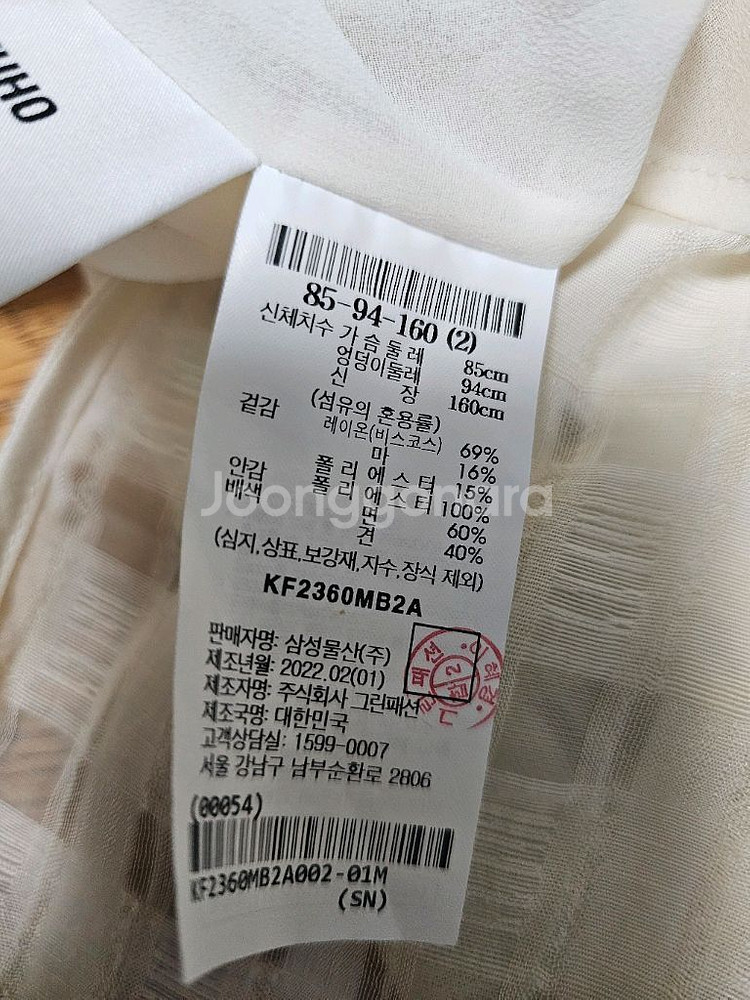 85-94-160 (2)
신체치수 가슴둘레 85cm
엉덩이둘레 94cm
신 장 160cm
(섬유의 혼용률)
겉감 레이온(비스코스) 69%
마 16%
폴리에스터 15%
안감 폴리에스터 100%
배색 면 60%
견 40%
(심지,상표,보강재,자수,장식 제외)
KF2360MB2A
판매자명: 삼성물산(주)
제조년월: 2022.02(01)
제조자명: 주식회사 그린패션
제조국명: 대한민국
고객상담실: 1599-0007
서울 강남구 남부순환로 2806
(00054)
KF2360MB2A002-01M
(SN)
Joonggonara